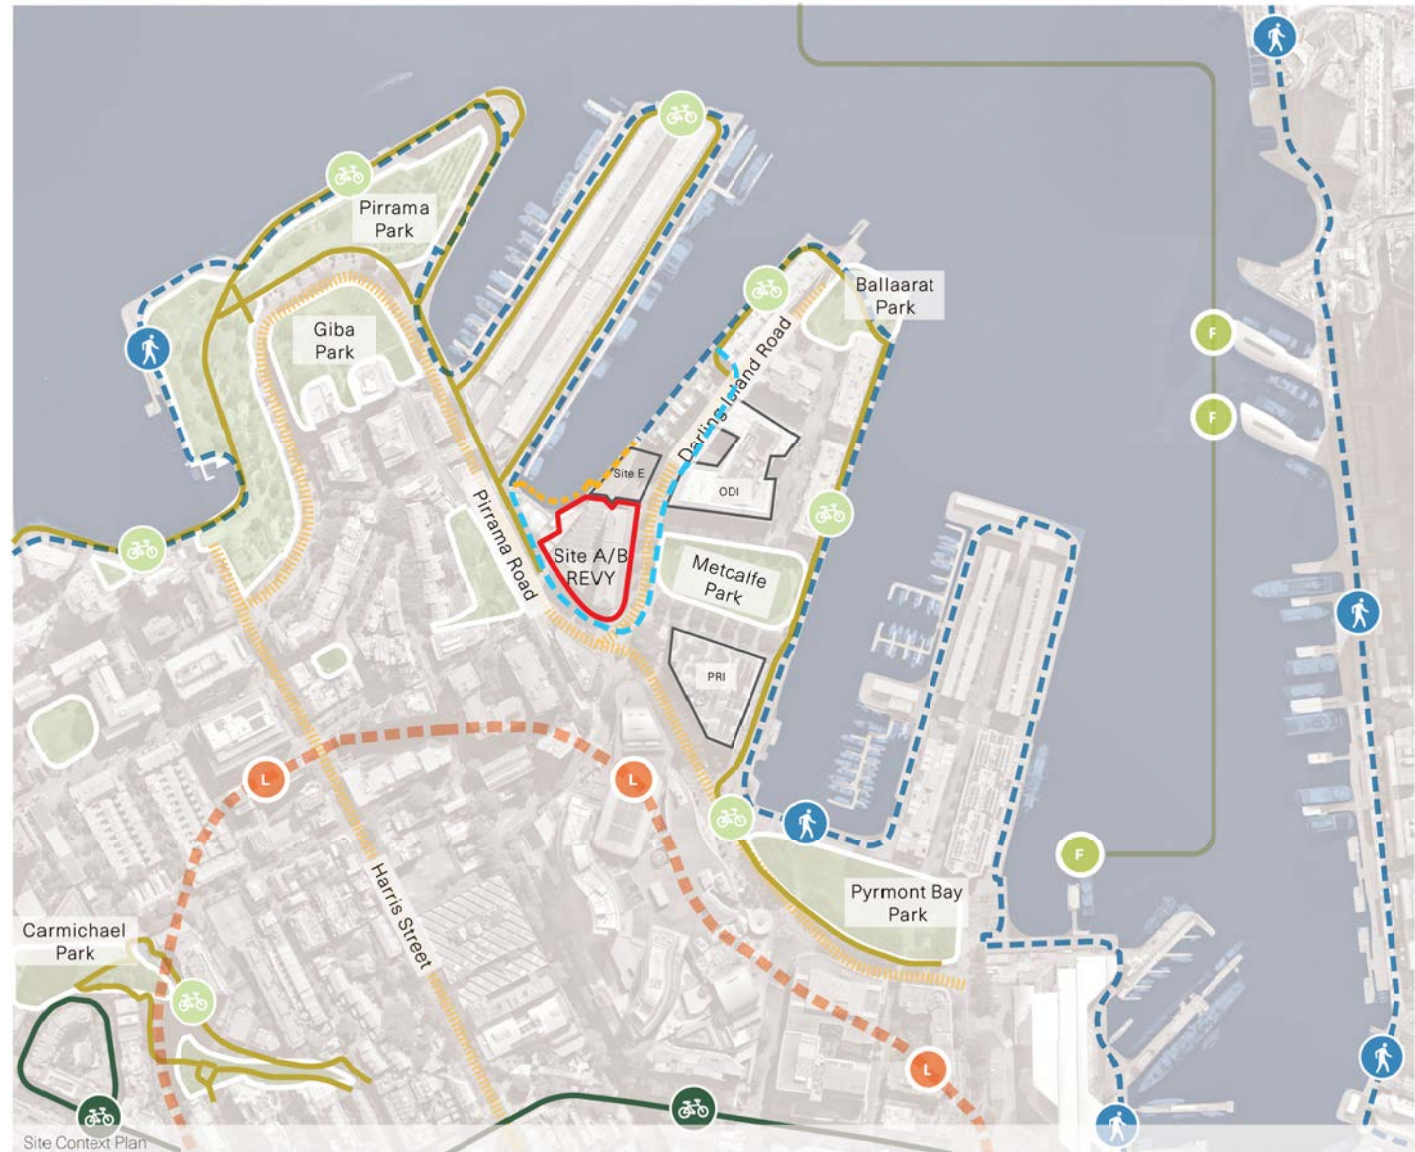 Pirrama
Park
Ballaarat
Park
Giba
Park
F
F
Darling Island Road
Site E
ODI
Pirrama Road
Site A/B
REVY
Metcalfe
Park
PRI
L
L
F
Harris Street
Pyrmont Bay
Park
Carmichael
Park
L
Site Context Plan